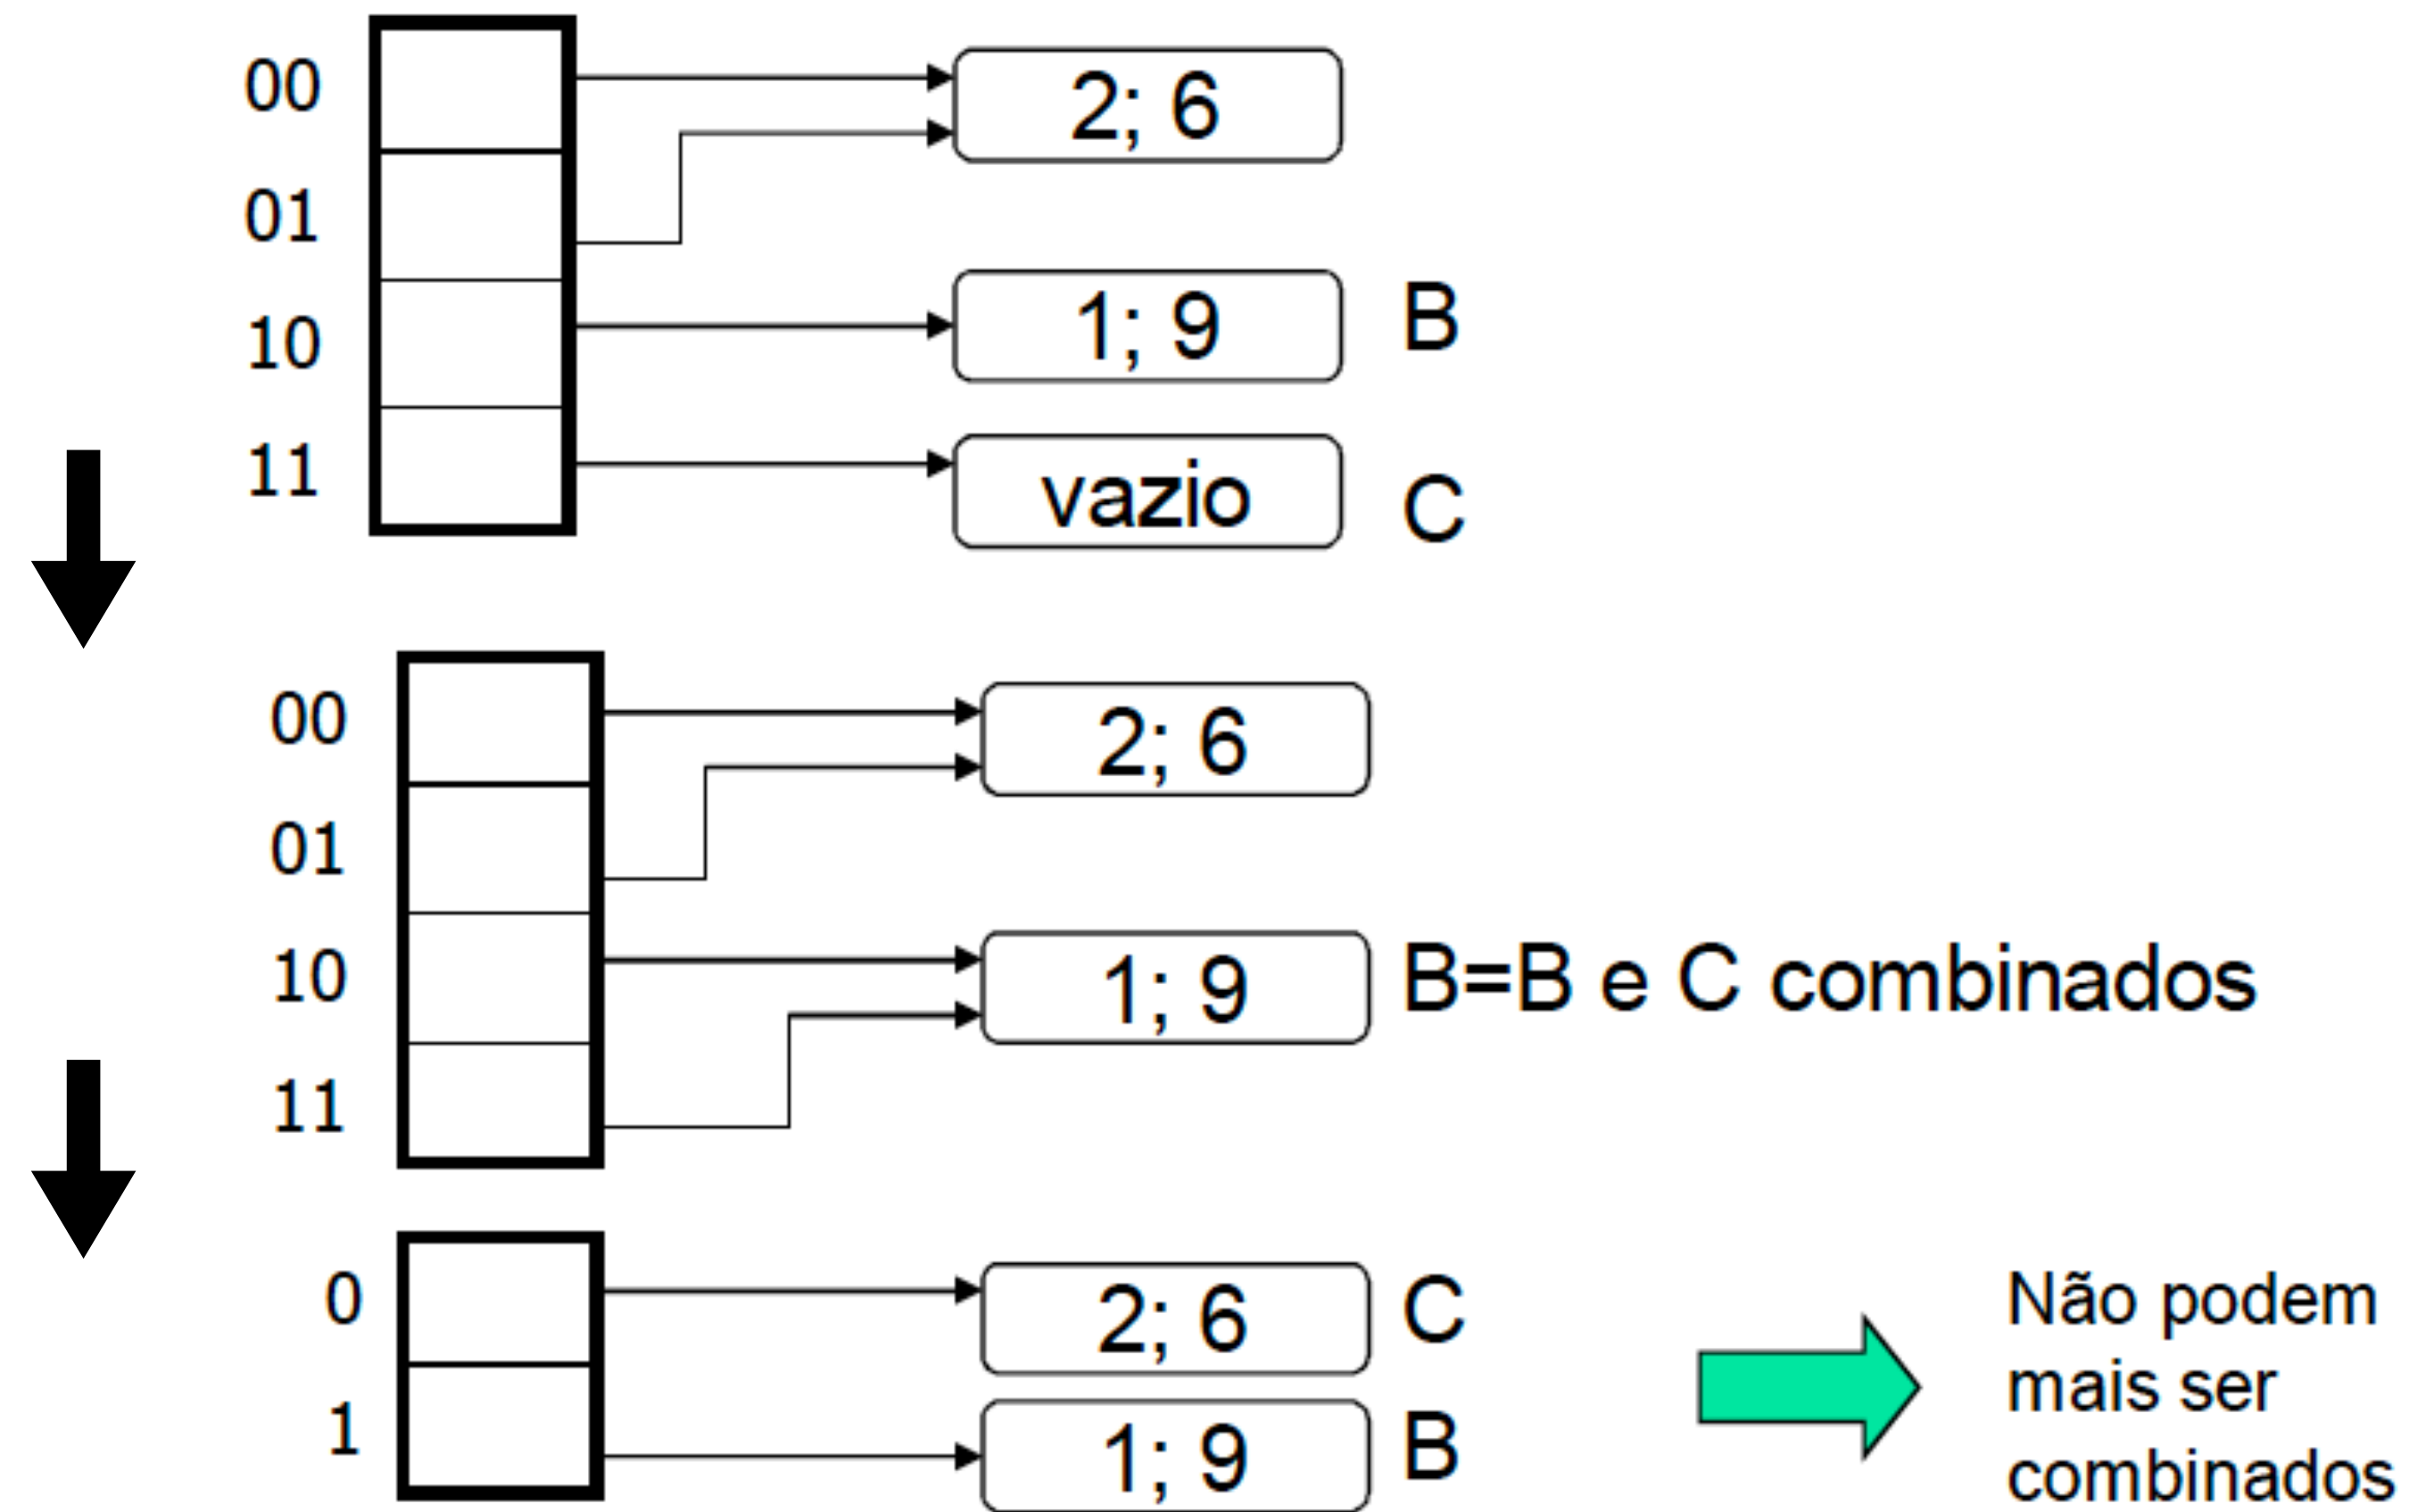 00
2; 6
01
10
1; 9
B
11
vazio
C
00
2; 6
01
10
1; 9
B=B e C combinados
11
0
2; 6
C
1
1; 9
B
Não podem
mais ser
combinados